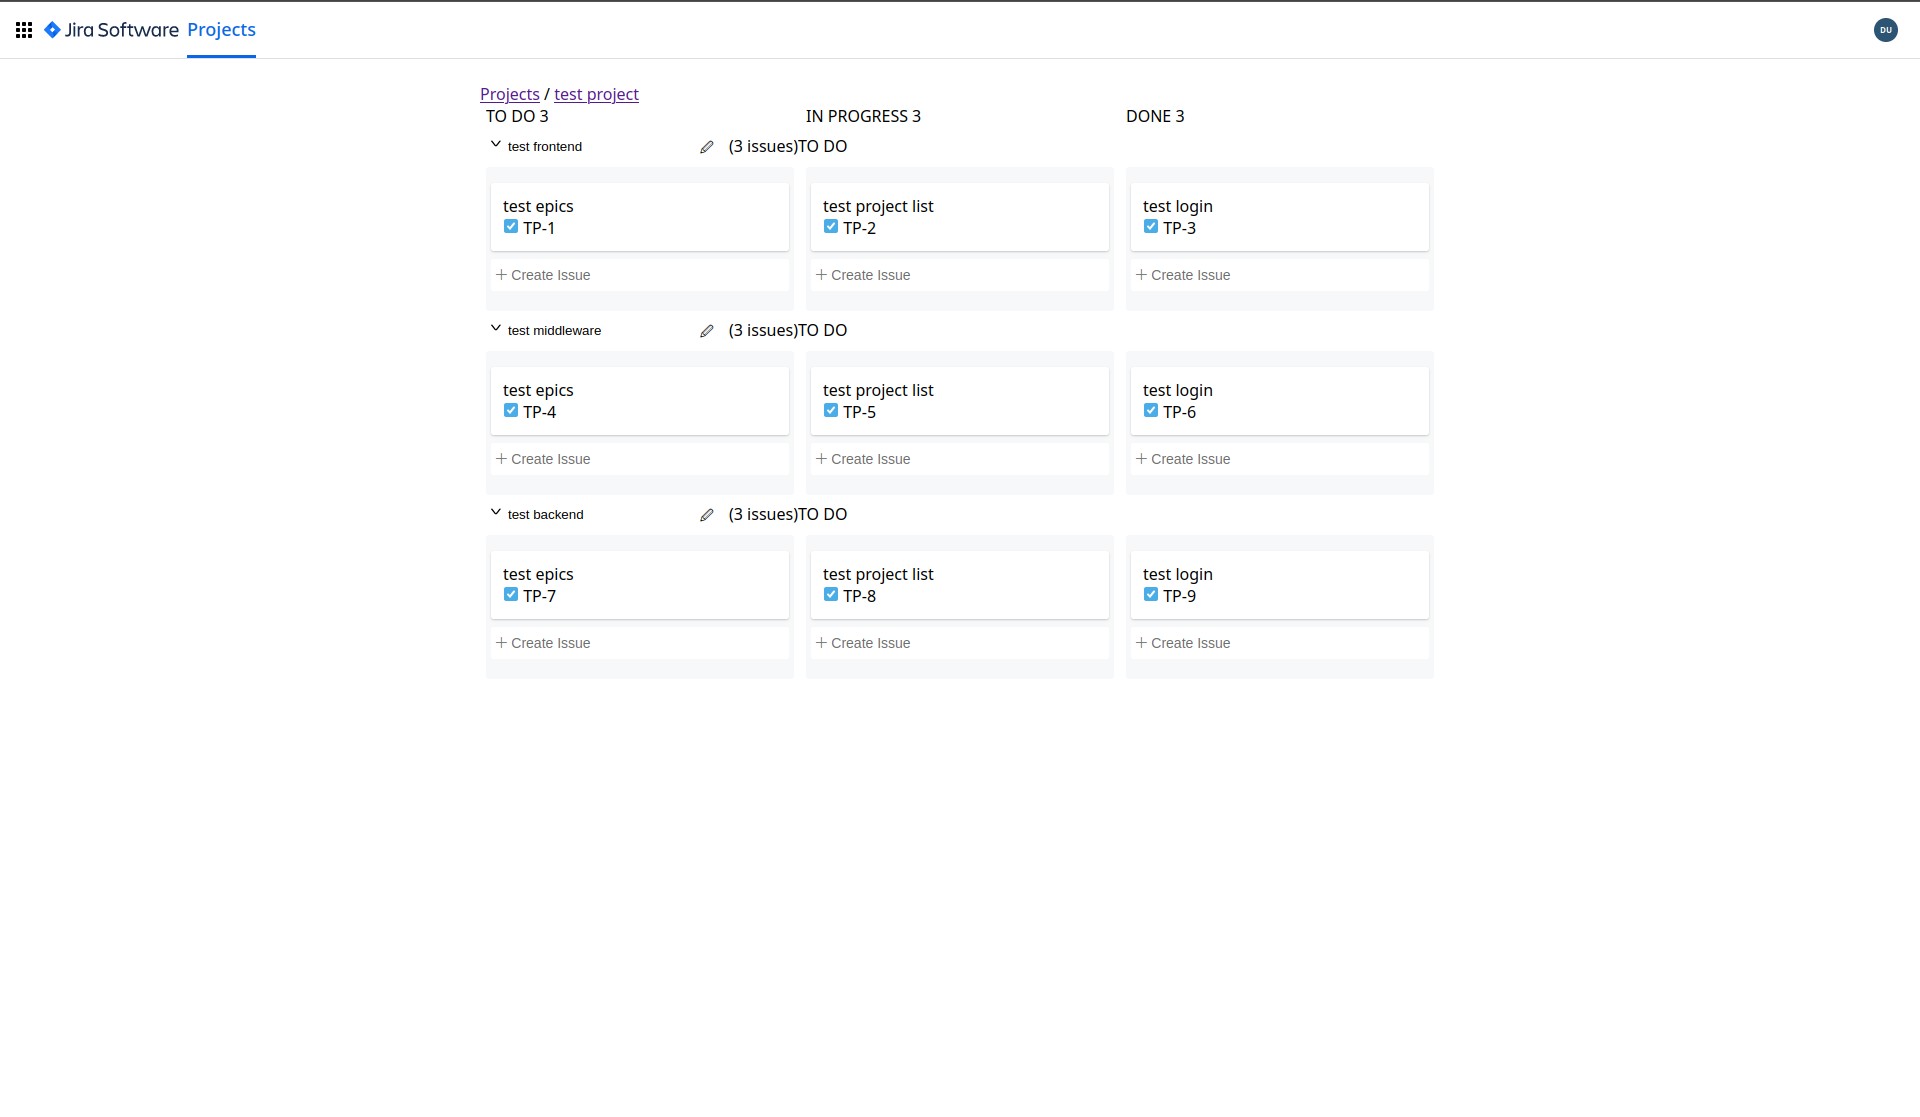 Jira Software Projects DU
Projects / test project
TO DO 3 IN PROGRESS 3 DONE 3
test frontend (3 issues)TO DO
test epics test project list test login
TP-1 TP-2 TP-3
Create Issue Create Issue Create Issue
test middleware (3 issues)TO DO
test epics test project list test login
TP-4 TP-5 TP-6
Create Issue Create Issue Create Issue
test backend (3 issues)TO DO
test epics test project list test login
TP-7 TP-8 TP-9
Create Issue Create Issue Create Issue